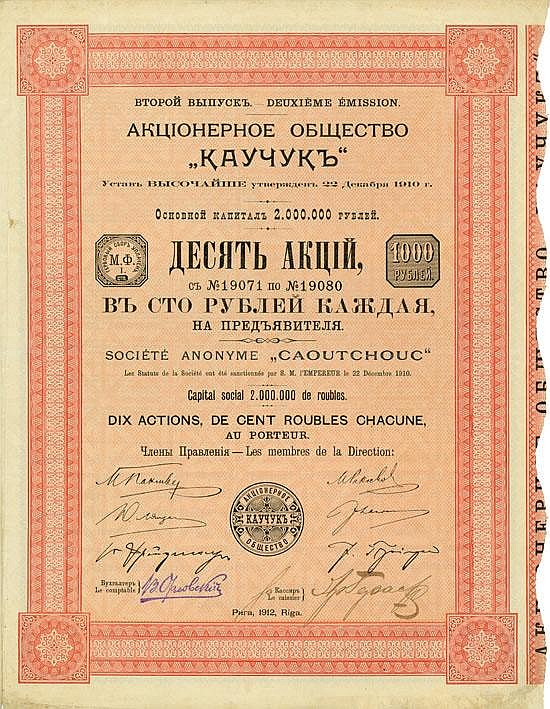 ВТОРОЙ ВЫПУСКЪ. — DEUXIÈME ÉMISSION.
АКЦIОНЕРНОЕ ОБЩЕСТВО
„КАУЧУКЪ“
Уставъ ВЫСОЧАЙШЕ утвержденъ 22 Декабря 1910 г.
Основной капиталъ 2.000.000 рублей.
М.Ф.
I.
ДЕСЯТЬ АКЦIЙ,
1000
РУБЛЕЙ.
съ №19071 по №19080
ВЪ СТО РУБЛЕЙ КАЖДАЯ,
НА ПРЕДЪЯВИТЕЛЯ.
SOCIÉTÉ ANONYME „CAOUTCHOUC“
Les Statuts de la Société ont été sanctionnés par S. M. l'EMPEREUR le 22 Décembre 1910.
Capital social 2.000.000 de roubles.
DIX ACTIONS, DE CENT ROUBLES CHACUNE,
AU PORTEUR.
Члены Правленiя — Les membres de la Direction:
АКЦIОНЕРНОЕ
КАУЧУКЪ
ОБЩЕСТВО
Бухгалтеръ
Le comptable
Кассиръ
Le caissier
Рига, 1912, Riga.